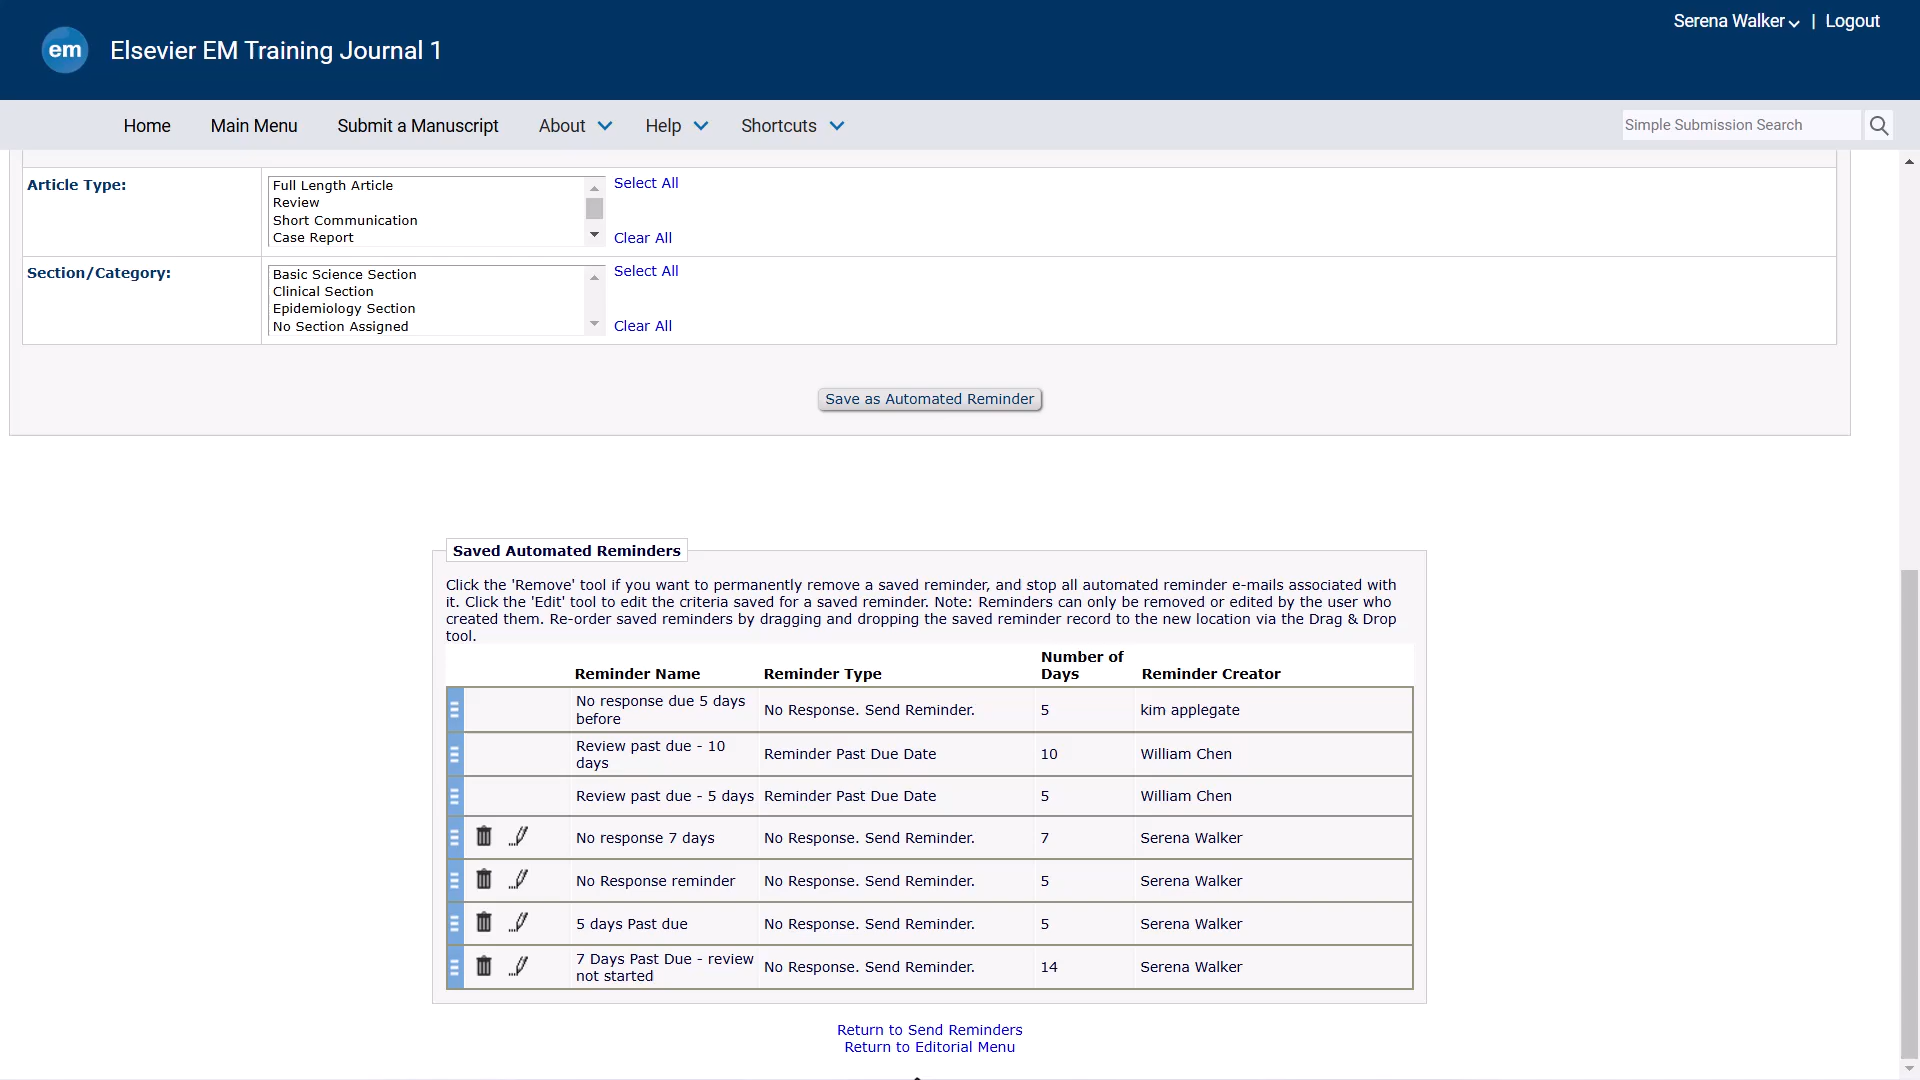 Serena Walker | Logout
em Elsevier EM Training Journal 1
Home Main Menu Submit a Manuscript About Help Shortcuts Simple Submission Search
Article Type:
Full Length Article
Review
Short Communication
Case Report
Select All
Clear All
Section/Category:
Basic Science Section
Clinical Section
Epidemiology Section
No Section Assigned
Select All
Clear All
Save as Automated Reminder
Saved Automated Reminders
Click the 'Remove' tool if you want to permanently remove a saved reminder, and stop all automated reminder e-mails associated with
it. Click the 'Edit' tool to edit the criteria saved for a saved reminder. Note: Reminders can only be removed or edited by the user who
created them. Re-order saved reminders by dragging and dropping the saved reminder record to the new location via the Drag & Drop
tool.
Reminder Name Reminder Type Number of Days Reminder Creator
No response due 5 days before No Response. Send Reminder. 5 kim applegate
Review past due - 10 days Reminder Past Due Date 10 William Chen
Review past due - 5 days Reminder Past Due Date 5 William Chen
No response 7 days No Response. Send Reminder. 7 Serena Walker
No Response reminder No Response. Send Reminder. 5 Serena Walker
5 days Past due No Response. Send Reminder. 5 Serena Walker
7 Days Past Due - review not started No Response. Send Reminder. 14 Serena Walker
Return to Send Reminders
Return to Editorial Menu